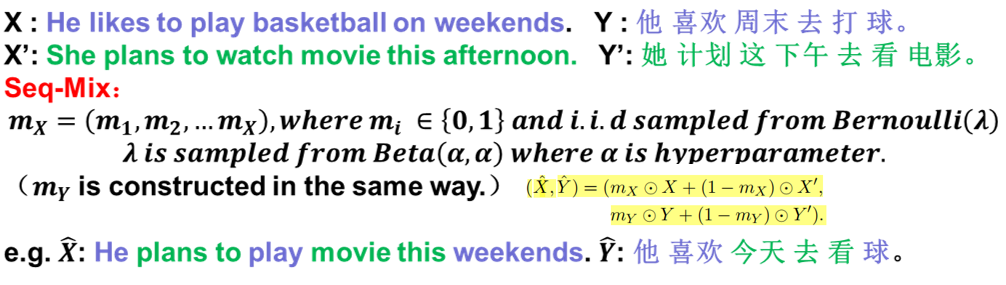 X : He likes to play basketball on weekends. Y : 他 喜欢 周末 去 打 球。
X’: She plans to watch movie this afternoon. Y’: 她 计划 这 下午 去 看 电影。
Seq-Mix：
m_X = (m_1, m_2, … m_X), where m_i ∈ {0, 1} and i.i.d sampled from Bernoulli(λ)
λ is sampled from Beta(α, α) where α is hyperparameter.
（m_Y is constructed in the same way.） (X̂, Ŷ) = (m_X ⊙ X + (1 − m_X) ⊙ X′,
m_Y ⊙ Y + (1 − m_Y) ⊙ Y′).
e.g. X̂: He plans to play movie this weekends. Ŷ: 他 喜欢 今天 去 看 球。